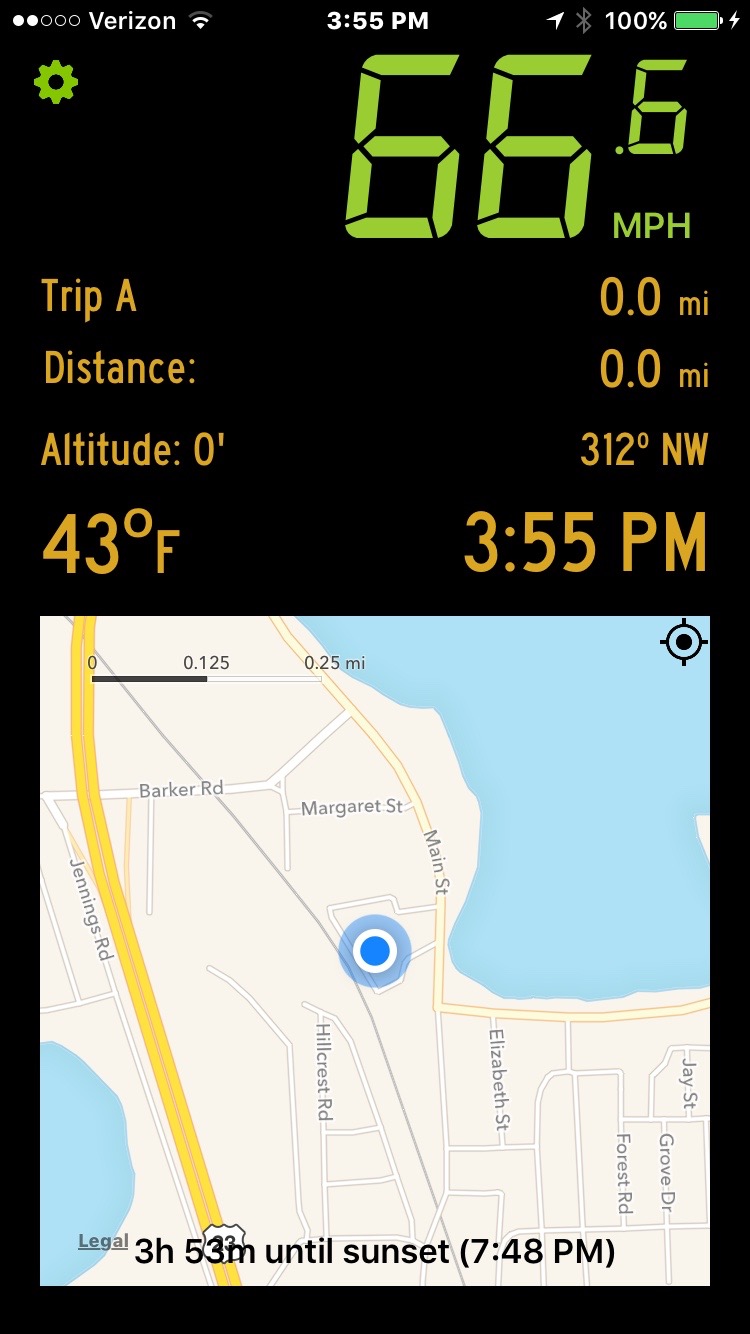 Verizon 3:55 PM 100%
66.6
MPH
Trip A 0.0 mi
Distance: 0.0 mi
Altitude: 0' 312º NW
43ºF 3:55 PM
0 0.125 0.25 mi
Barker Rd
Margaret St
Main St
Jennings Rd
Hillcrest Rd
Elizabeth St
Jay St
Forest Rd
Grove Dr
23
Legal
3h 53m until sunset (7:48 PM)